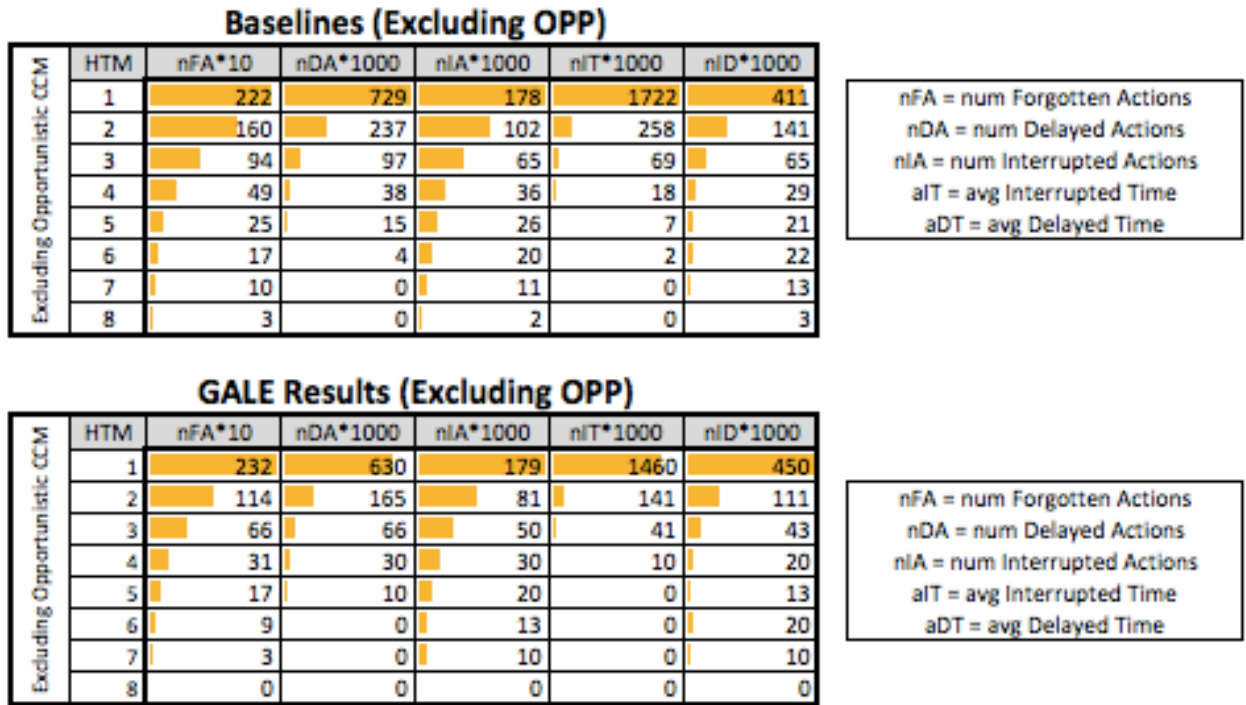 Baselines (Excluding OPP)
Excluding Opportunistic CCM
HTM nFA*10 nDA*1000 nIA*1000 nIT*1000 nID*1000
1 222 729 178 1722 411
2 160 237 102 258 141
3 94 97 65 69 65
4 49 38 36 18 29
5 25 15 26 7 21
6 17 4 20 2 22
7 10 0 11 0 13
8 3 0 2 0 3
nFA = num Forgotten Actions
nDA = num Delayed Actions
nIA = num Interrupted Actions
aIT = avg Interrupted Time
aDT = avg Delayed Time
GALE Results (Excluding OPP)
Excluding Opportunistic CCM
HTM nFA*10 nDA*1000 nIA*1000 nIT*1000 nID*1000
1 232 630 179 1460 450
2 114 165 81 141 111
3 66 66 50 41 43
4 31 30 30 10 20
5 17 10 20 0 13
6 9 0 13 0 20
7 3 0 10 0 10
8 0 0 0 0 0
nFA = num Forgotten Actions
nDA = num Delayed Actions
nIA = num Interrupted Actions
aIT = avg Interrupted Time
aDT = avg Delayed Time